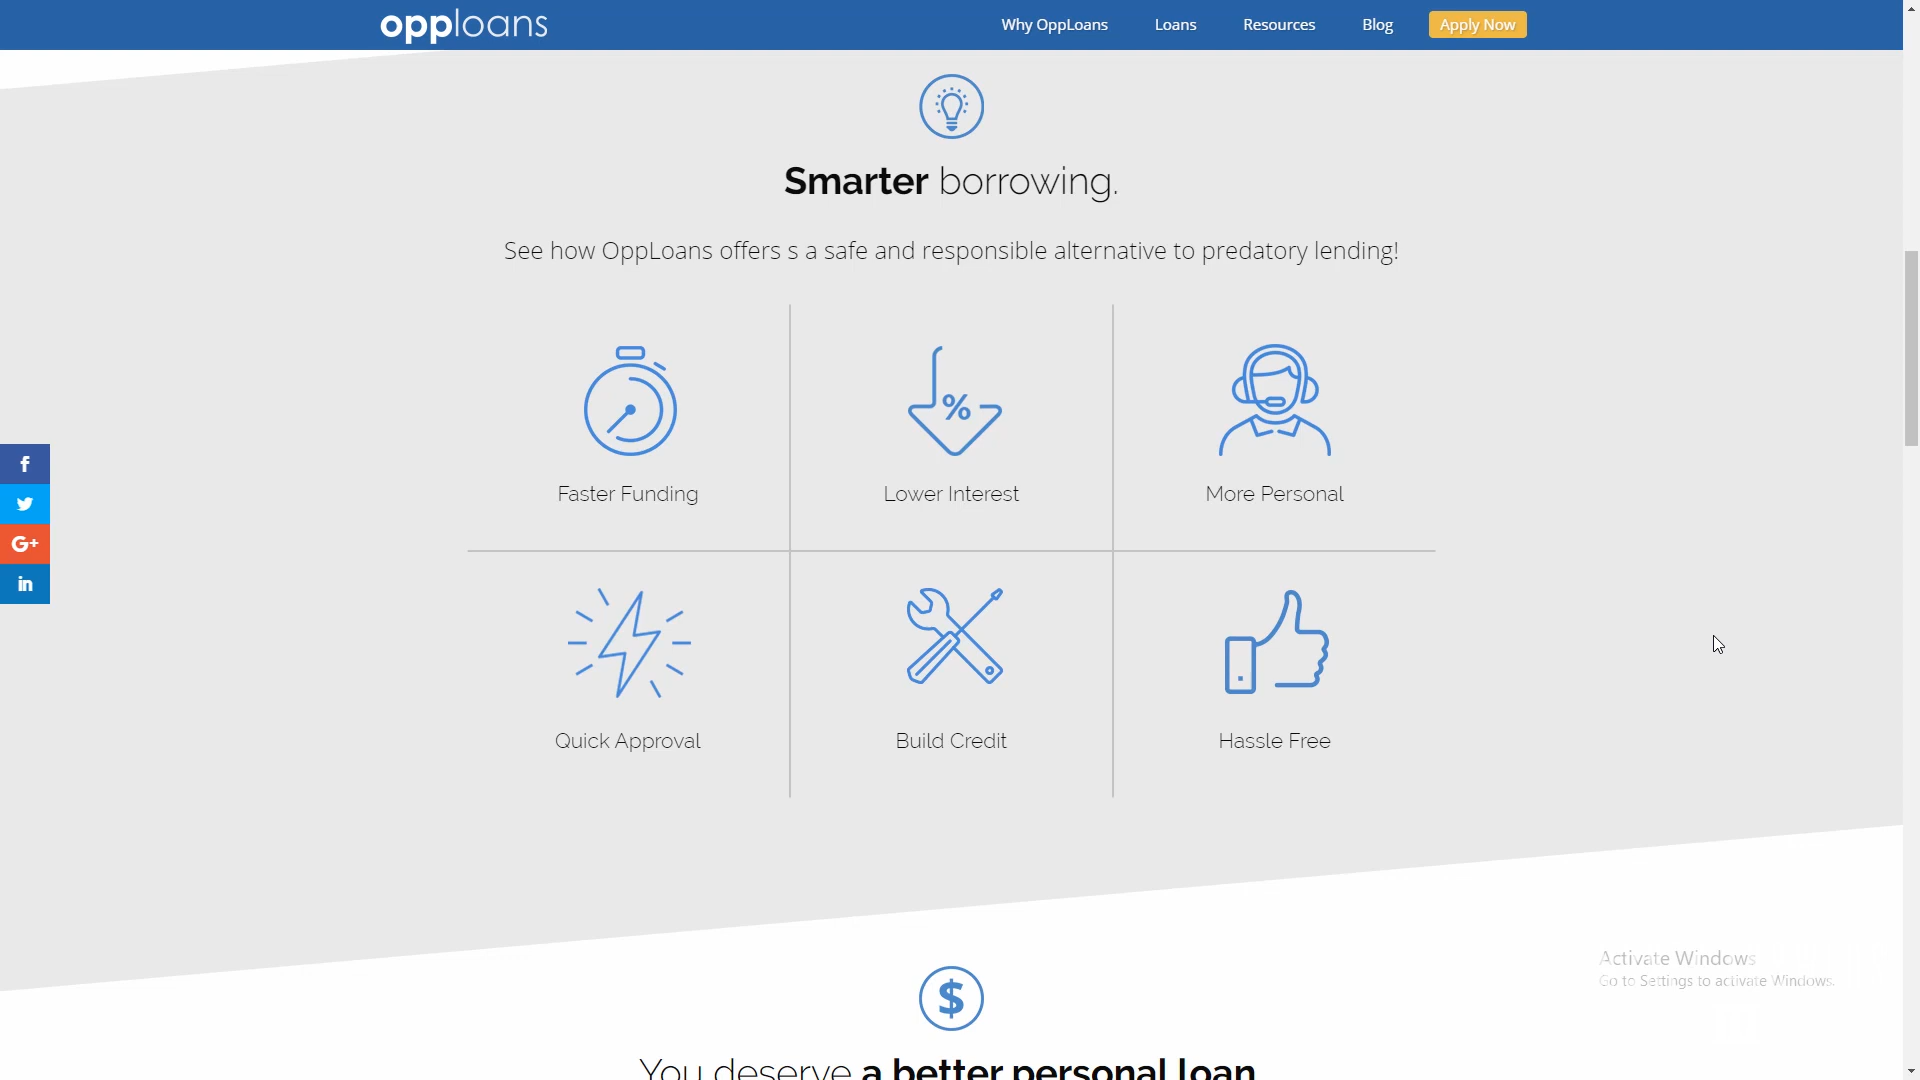 opploans
Why OppLoans Loans Resources Blog Apply Now
Smarter borrowing.
See how OppLoans offers s a safe and responsible alternative to predatory lending!
%
Faster Funding
Lower Interest
More Personal
f
G+
in
Quick Approval
Build Credit
Hassle Free
Activate Windows
Go to Settings to activate Windows.
$
You deserve a better personal loan